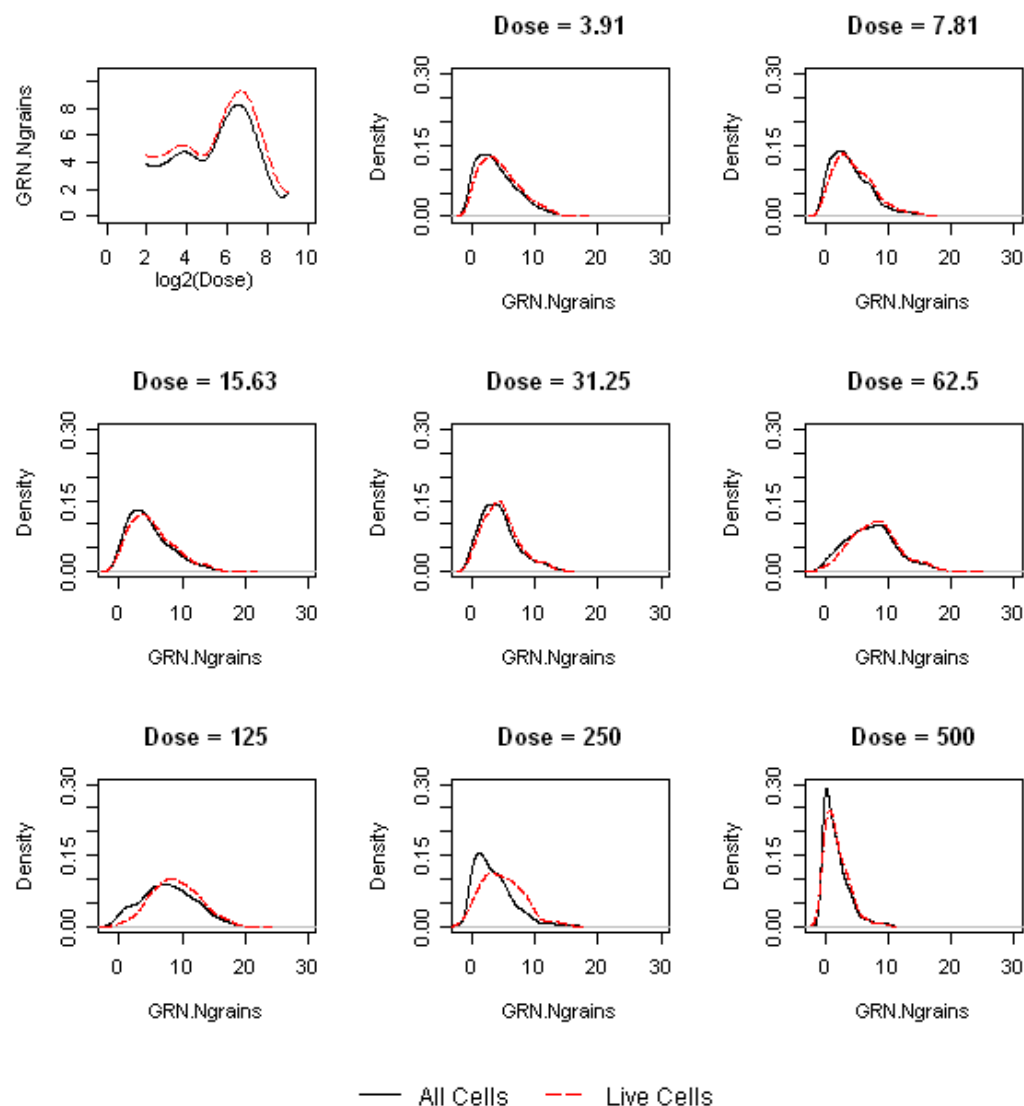 Dose = 3.91
Dose = 7.81
GRN.Ngrains
0 2 4 6 8
0 2 4 6 8 10
log2(Dose)
Density
0.00 0.15 0.30
0 10 20 30
GRN.Ngrains
Density
0.00 0.15 0.30
0 10 20 30
GRN.Ngrains
Dose = 15.63
Dose = 31.25
Dose = 62.5
Density
0.00 0.15 0.30
0 10 20 30
GRN.Ngrains
Density
0.00 0.15 0.30
0 10 20 30
GRN.Ngrains
Density
0.00 0.15 0.30
0 10 20 30
GRN.Ngrains
Dose = 125
Dose = 250
Dose = 500
Density
0.00 0.15 0.30
0 10 20 30
GRN.Ngrains
Density
0.00 0.15 0.30
0 10 20 30
GRN.Ngrains
Density
0.00 0.15 0.30
0 10 20 30
GRN.Ngrains
All Cells
Live Cells